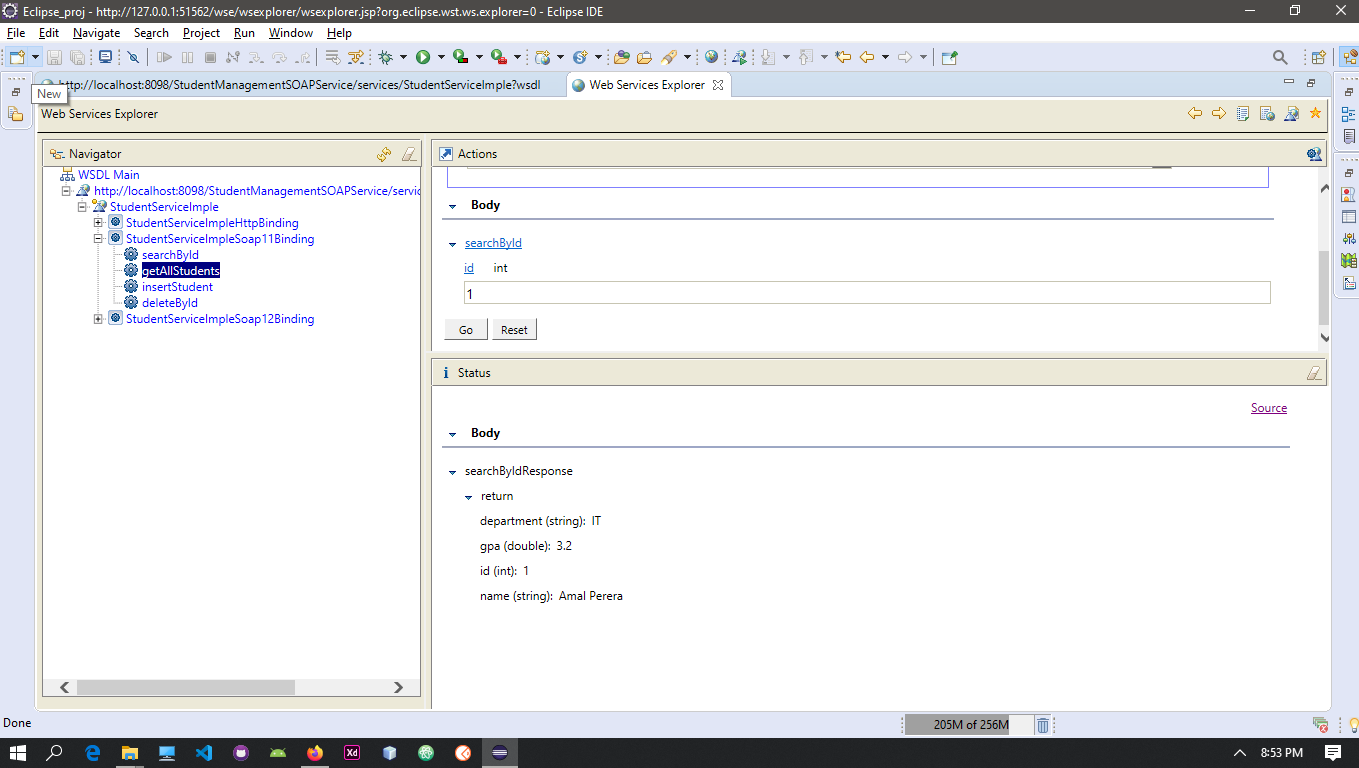 Eclipse_proj - http://127.0.0.1:51562/wse/wsexplorer/wsexplorer.jsp?org.eclipse.wst.ws.explorer=0 - Eclipse IDE
File Edit Navigate Search Project Run Window Help
http://localhost:8098/StudentManagementSOAPService/services/StudentServiceImple?wsdl
Web Services Explorer
New
Web Services Explorer
Navigator
WSDL Main
http://localhost:8098/StudentManagementSOAPService/servic
StudentServiceImple
StudentServiceImpleHttpBinding
StudentServiceImpleSoap11Binding
searchById
getAllStudents
insertStudent
deleteById
StudentServiceImpleSoap12Binding
Actions
Body
searchById
id int
1
Go Reset
i Status
Source
Body
searchByIdResponse
return
department (string): IT
gpa (double): 3.2
id (int): 1
name (string): Amal Perera
Done
205M of 256M
Xd
8:53 PM